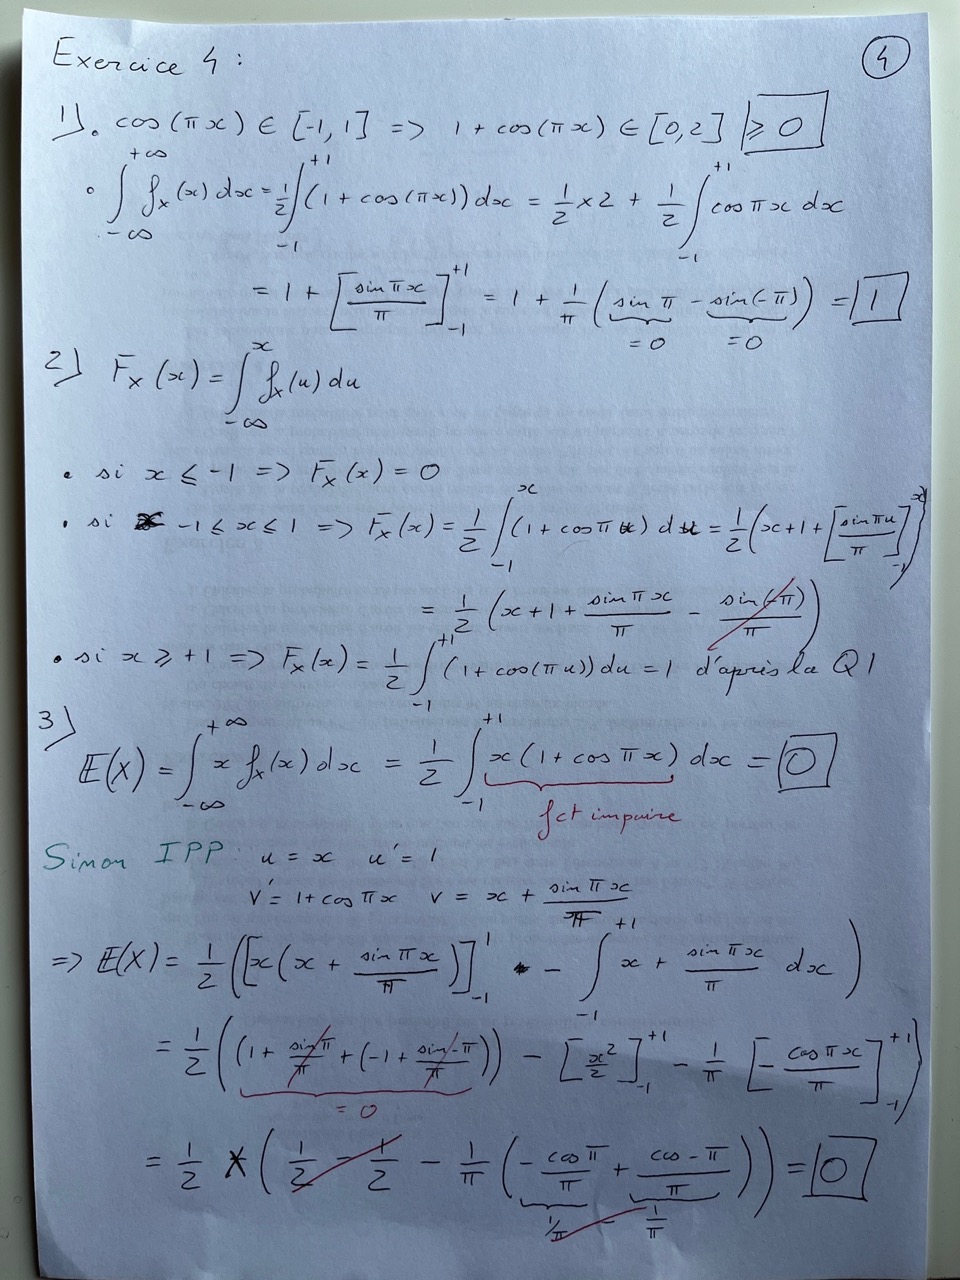 Exercice 4 : 4
1). cos(πx) ∈ [-1, 1] => 1 + cos(πx) ∈ [0, 2] ≥ 0
• ∫_{-∞}^{+∞} f_X(x) dx = 1/2 ∫_{-1}^{+1} (1 + cos(πx)) dx = 1/2 × 2 + 1/2 ∫_{-1}^{+1} cos πx dx
= 1 + [sin πx / π]_{-1}^{+1} = 1 + 1/π (sin π - sin(-π)) = 1
= 0 = 0
2) F_X(x) = ∫_{-∞}^{x} f_X(u) du
• si x ≤ -1 => F_X(x) = 0
• si -1 ≤ x ≤ 1 => F_X(x) = 1/2 ∫_{-1}^{x} (1 + cos π u) du = 1/2 (x + 1 + [sin πu / π]_{-1}^{x})
= 1/2 (x + 1 + sin πx / π - sin(-π) / π)
• si x ≥ +1 => F_X(x) = 1/2 ∫_{-1}^{+1} (1 + cos(πu)) du = 1 d'après la Q1
3) E(X) = ∫_{-∞}^{+∞} x f_X(x) dx = 1/2 ∫_{-1}^{+1} x (1 + cos πx) dx = 0
fct impaire
Sinon IPP : u = x u' = 1
v' = 1 + cos πx v = x + sin πx / π
=> E(X) = 1/2 ([x (x + sin πx / π)]_{-1}^{1} - ∫_{-1}^{+1} x + sin πx / π dx)
= 1/2 ((1 + sin π / π + (-1 + sin -π / π)) - [x²/2]_{-1}^{+1} - 1/π [- cos πx / π]_{-1}^{+1})
= 0
= 1/2 * (1/2 - 1/2 - 1/π (- cos π / π + cos -π / π)) = 0
1/π - 1/π